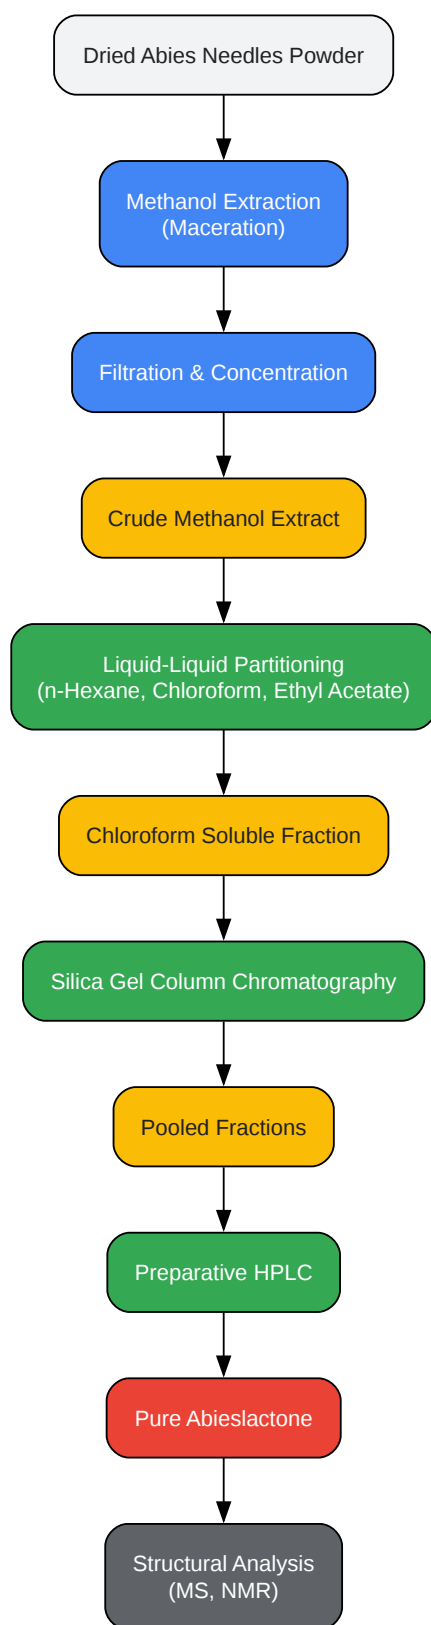 Dried Abies Needles Powder
Methanol Extraction
(Maceration)
Filtration & Concentration
Crude Methanol Extract
Liquid-Liquid Partitioning
(n-Hexane, Chloroform, Ethyl Acetate)
Chloroform Soluble Fraction
Silica Gel Column Chromatography
Pooled Fractions
Preparative HPLC
Pure Abieslactone
Structural Analysis
(MS, NMR)